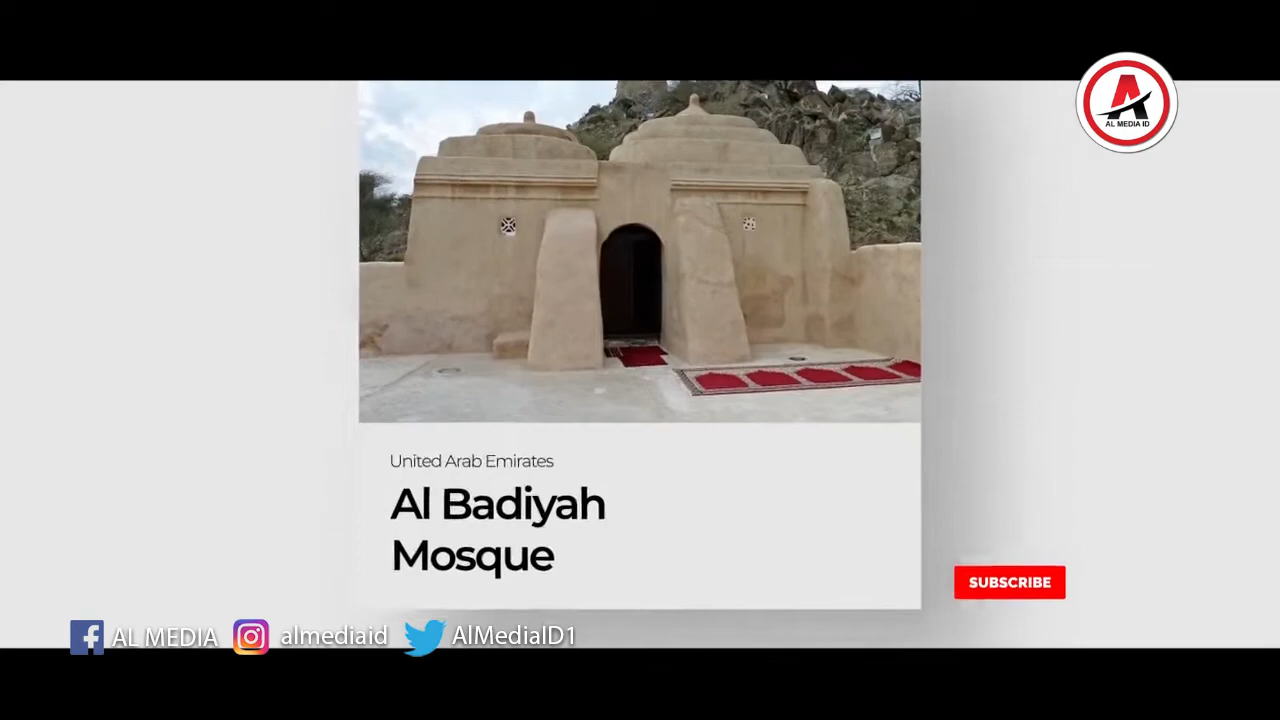 AL MEDIA ID
United Arab Emirates
Al Badiyah
Mosque
SUBSCRIBE
AL MEDIA almediaid AlMediaID1